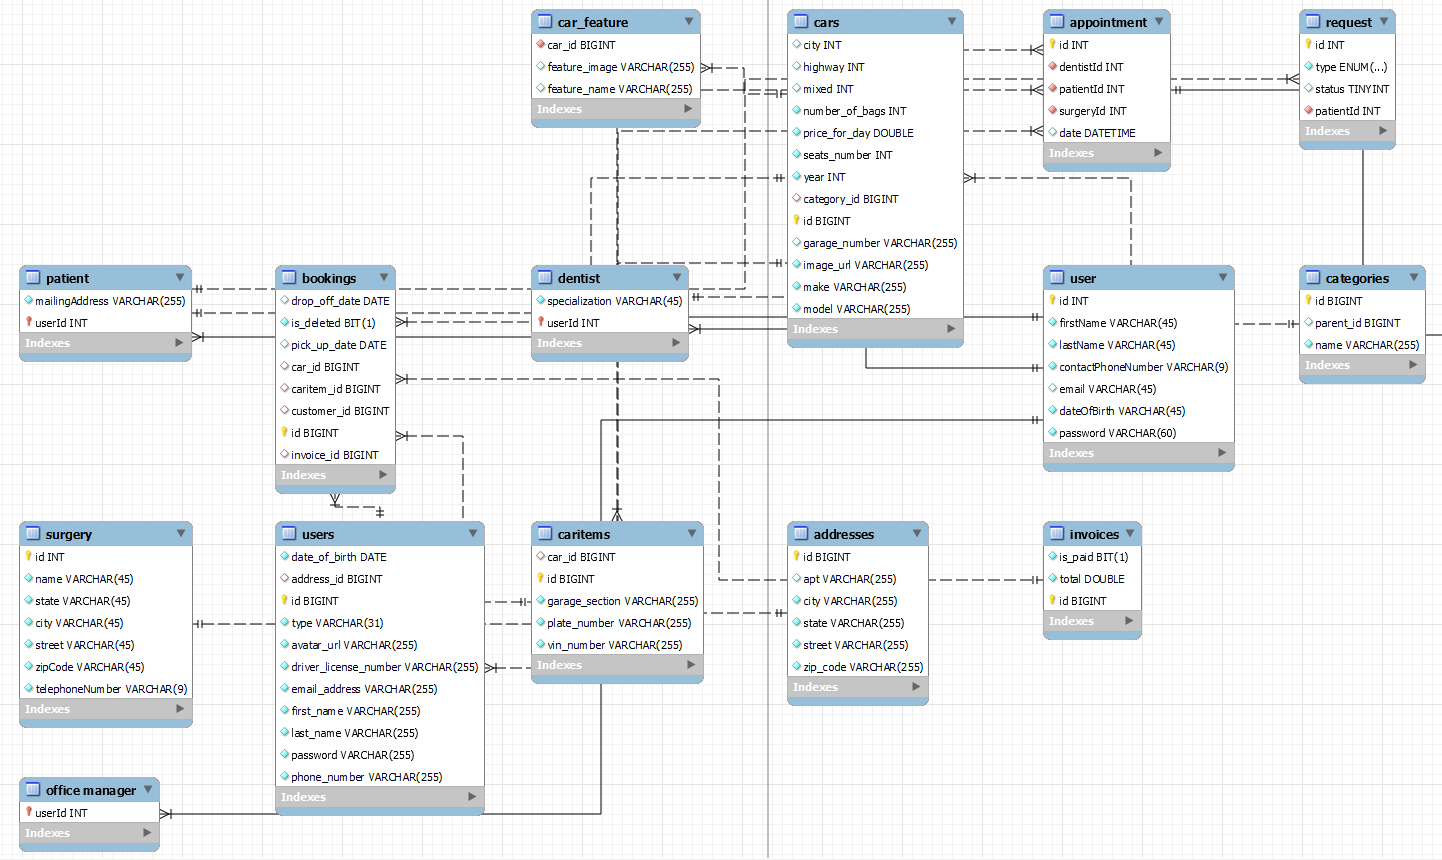 car_feature
car_id BIGINT
feature_image VARCHAR(255)
feature_name VARCHAR(255)
Indexes
cars
city INT
highway INT
mixed INT
number_of_bags INT
price_for_day DOUBLE
seats_number INT
year INT
category_id BIGINT
id BIGINT
garage_number VARCHAR(255)
image_url VARCHAR(255)
make VARCHAR(255)
model VARCHAR(255)
Indexes
appointment
id INT
dentistId INT
patientId INT
surgeryId INT
date DATETIME
Indexes
request
id INT
type ENUM(...)
status TINYINT
patientId INT
Indexes
patient
mailingAddress VARCHAR(255)
userId INT
Indexes
bookings
drop_off_date DATE
is_deleted BIT(1)
pick_up_date DATE
car_id BIGINT
caritem_id BIGINT
customer_id BIGINT
id BIGINT
invoice_id BIGINT
Indexes
dentist
specialization VARCHAR(45)
userId INT
Indexes
user
id INT
firstName VARCHAR(45)
lastName VARCHAR(45)
contactPhoneNumber VARCHAR(9)
email VARCHAR(45)
dateOfBirth VARCHAR(45)
password VARCHAR(60)
Indexes
categories
id BIGINT
parent_id BIGINT
name VARCHAR(255)
Indexes
surgery
id INT
name VARCHAR(45)
state VARCHAR(45)
city VARCHAR(45)
street VARCHAR(45)
zipCode VARCHAR(45)
telephoneNumber VARCHAR(9)
Indexes
users
date_of_birth DATE
address_id BIGINT
id BIGINT
type VARCHAR(31)
avatar_url VARCHAR(255)
driver_license_number VARCHAR(255)
email_address VARCHAR(255)
first_name VARCHAR(255)
last_name VARCHAR(255)
password VARCHAR(255)
phone_number VARCHAR(255)
Indexes
caritems
car_id BIGINT
id BIGINT
garage_section VARCHAR(255)
plate_number VARCHAR(255)
vin_number VARCHAR(255)
Indexes
addresses
id BIGINT
apt VARCHAR(255)
city VARCHAR(255)
state VARCHAR(255)
street VARCHAR(255)
zip_code VARCHAR(255)
Indexes
invoices
is_paid BIT(1)
total DOUBLE
id BIGINT
Indexes
office manager
userId INT
Indexes